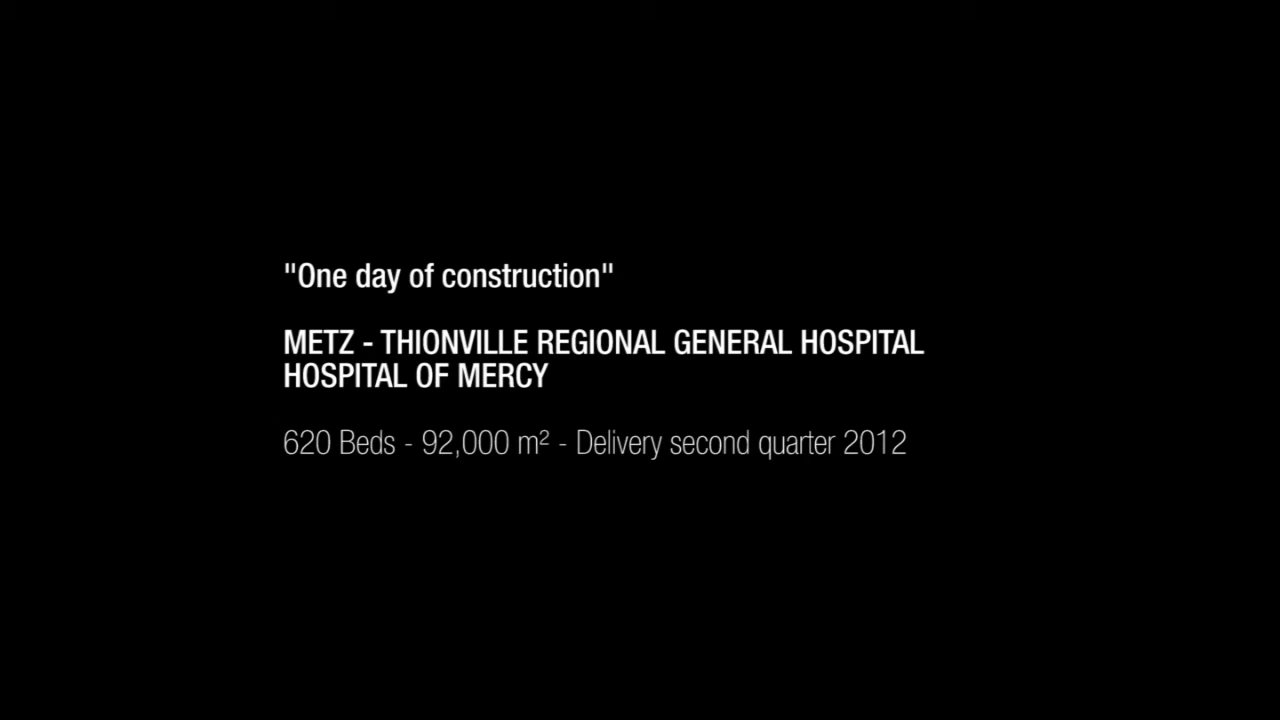 "One day of construction"
METZ - THIONVILLE REGIONAL GENERAL HOSPITAL
HOSPITAL OF MERCY
620 Beds - 92,000 m² - Delivery second quarter 2012